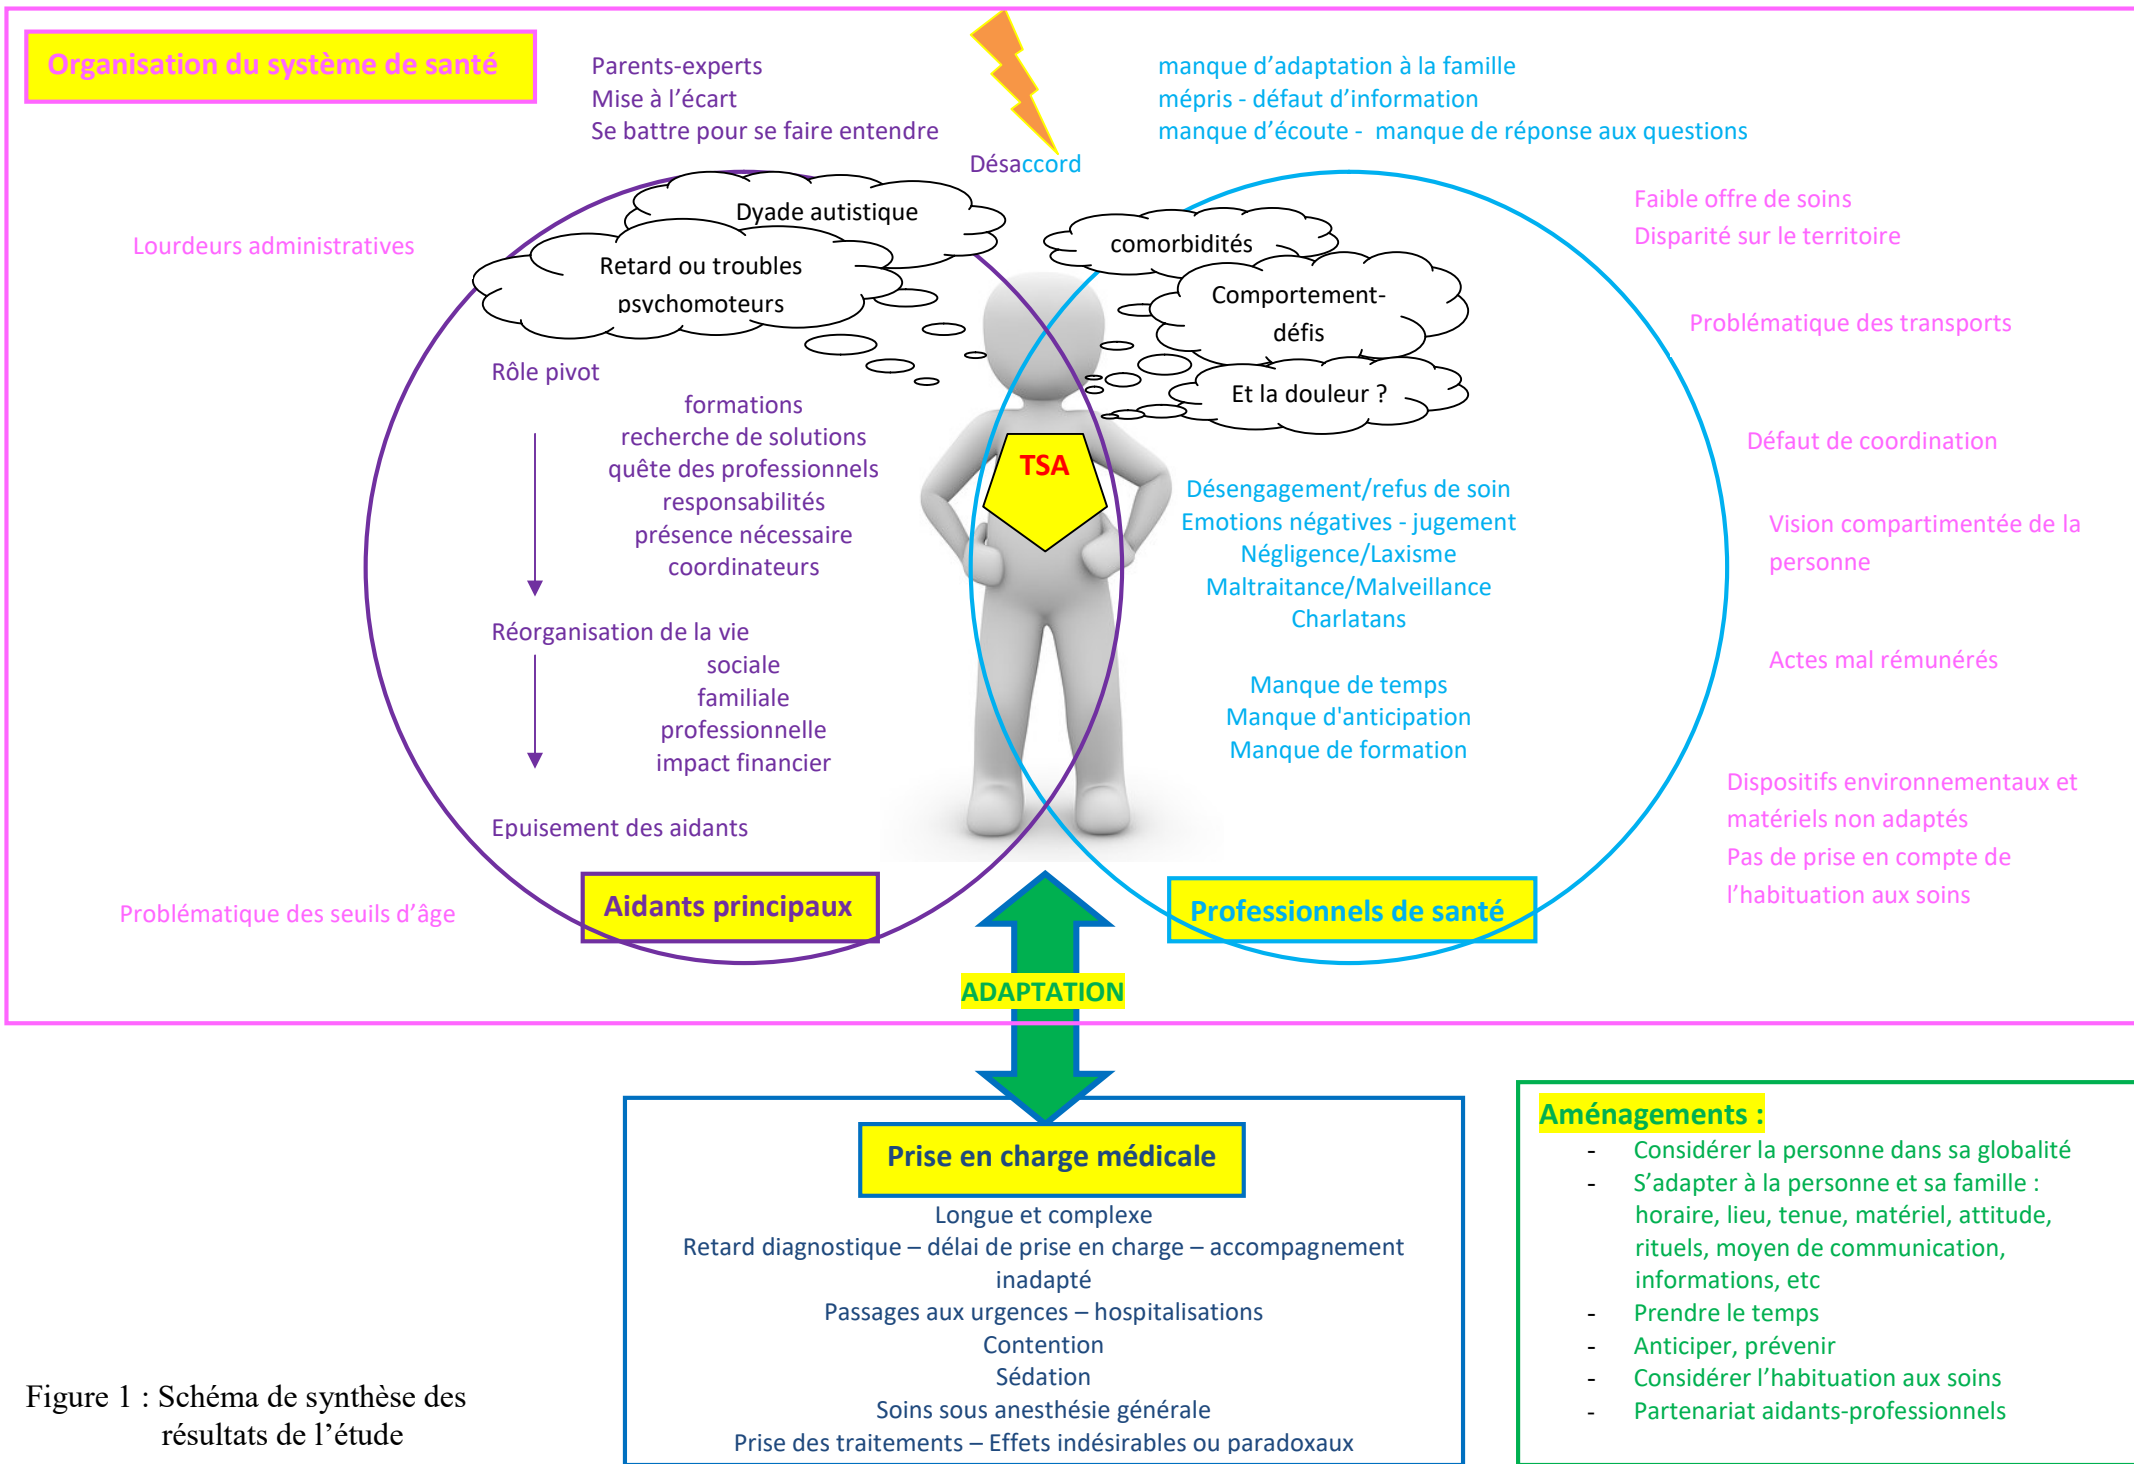 Organisation du système de santé
Parents-experts
Mise à l’écart
Se battre pour se faire entendre
Désaccord
manque d’adaptation à la famille
mépris - défaut d’information
manque d’écoute - manque de réponse aux questions
Lourdeurs administratives
Dyade autistique
Retard ou troubles
psychomoteurs
comorbidités
Comportement-
défis
Et la douleur ?
Faible offre de soins
Disparité sur le territoire
Problématique des transports
Défaut de coordination
Vision compartimentée de la
personne
Actes mal rémunérés
Dispositifs environnementaux et
matériels non adaptés
Pas de prise en compte de
l’habituation aux soins
Rôle pivot
formations
recherche de solutions
quête des professionnels
responsabilités
présence nécessaire
coordinateurs
Réorganisation de la vie
sociale
familiale
professionnelle
impact financier
Epuisement des aidants
TSA
Désengagement/refus de soin
Emotions négatives - jugement
Négligence/Laxisme
Maltraitance/Malveillance
Charlatans
Manque de temps
Manque d'anticipation
Manque de formation
Problématique des seuils d’âge
Aidants principaux
Professionnels de santé
ADAPTATION
Prise en charge médicale
Longue et complexe
Retard diagnostique – délai de prise en charge – accompagnement
inadapté
Passages aux urgences – hospitalisations
Contention
Sédation
Soins sous anesthésie générale
Prise des traitements – Effets indésirables ou paradoxaux
Aménagements :
- Considérer la personne dans sa globalité
- S’adapter à la personne et sa famille :
horaire, lieu, tenue, matériel, attitude,
rituels, moyen de communication,
informations, etc
- Prendre le temps
- Anticiper, prévenir
- Considérer l’habituation aux soins
- Partenariat aidants-professionnels
Figure 1 : Schéma de synthèse des
résultats de l’étude